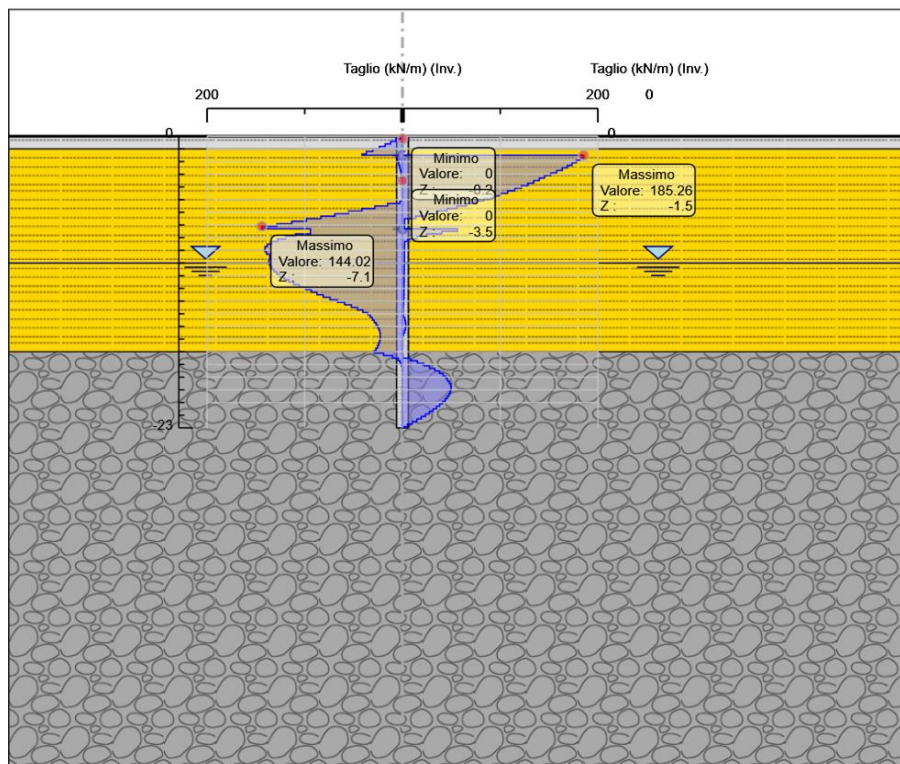 Taglio (kN/m) (Inv.)
Taglio (kN/m) (Inv.)
200
200
0
0
0
Minimo
Valore: 0
Z : -0.2
Minimo
Valore: 0
Z : -3.5
Massimo
Valore: 185.26
Z : -1.5
Massimo
Valore: 144.02
Z : -7.1
-23